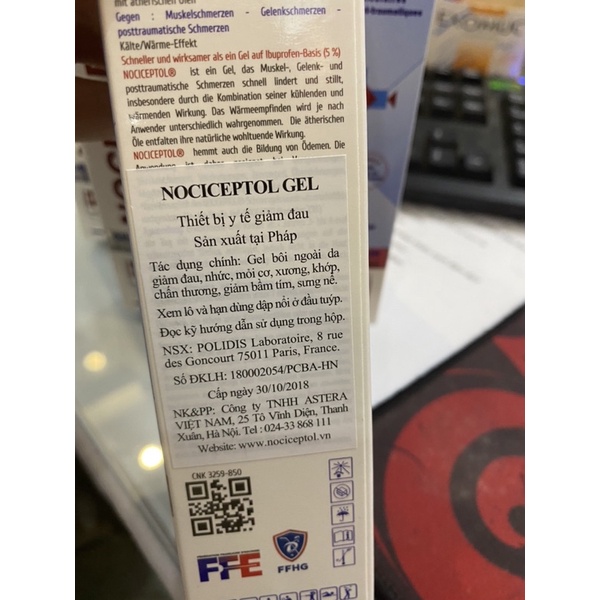 mit ätherischen Ölen
Gegen : Muskelschmerzen - Gelenkschmerzen -
posttraumatische Schmerzen
Kälte/Wärme-Effekt
Schneller und wirksamer als ein Gel auf Ibuprofen-Basis (5 %)
NOCICEPTOL® ist ein Gel, das Muskel-, Gelenk- und
posttraumatische Schmerzen schnell lindert und stillt,
insbesondere durch die Kombination seiner kühlenden und
wärmenden Wirkung. Das Wärmeempfinden wird je nach
Anwender unterschiedlich wahrgenommen. Die ätherischen
Öle entfalten ihre natürliche wohltuende Wirkung.
NOCICEPTOL® hemmt auch die Bildung von Ödemen. Die
NOCICEPTOL GEL
Thiết bị y tế giảm đau
Sản xuất tại Pháp
Tác dụng chính: Gel bôi ngoài da
giảm đau, nhức, mỏi cơ, xương, khớp,
chấn thương, giảm bầm tím, sưng nề.
Xem lô và hạn dùng dập nổi ở đầu tuýp.
Đọc kỹ hướng dẫn sử dụng trong hộp.
NSX: POLIDIS Laboratoire, 8 rue
des Goncourt 75011 Paris, France.
Số ĐKLH: 180002054/PCBA-HN
Cấp ngày 30/10/2018
NK&PP: Công ty TNHH ASTERA
VIỆT NAM, 25 Tô Vĩnh Diện, Thanh
Xuân, Hà Nội. Tel : 024-33 868 111
Website: www.nociceptol.vn
CNK 3259-850
FFE
FFHG